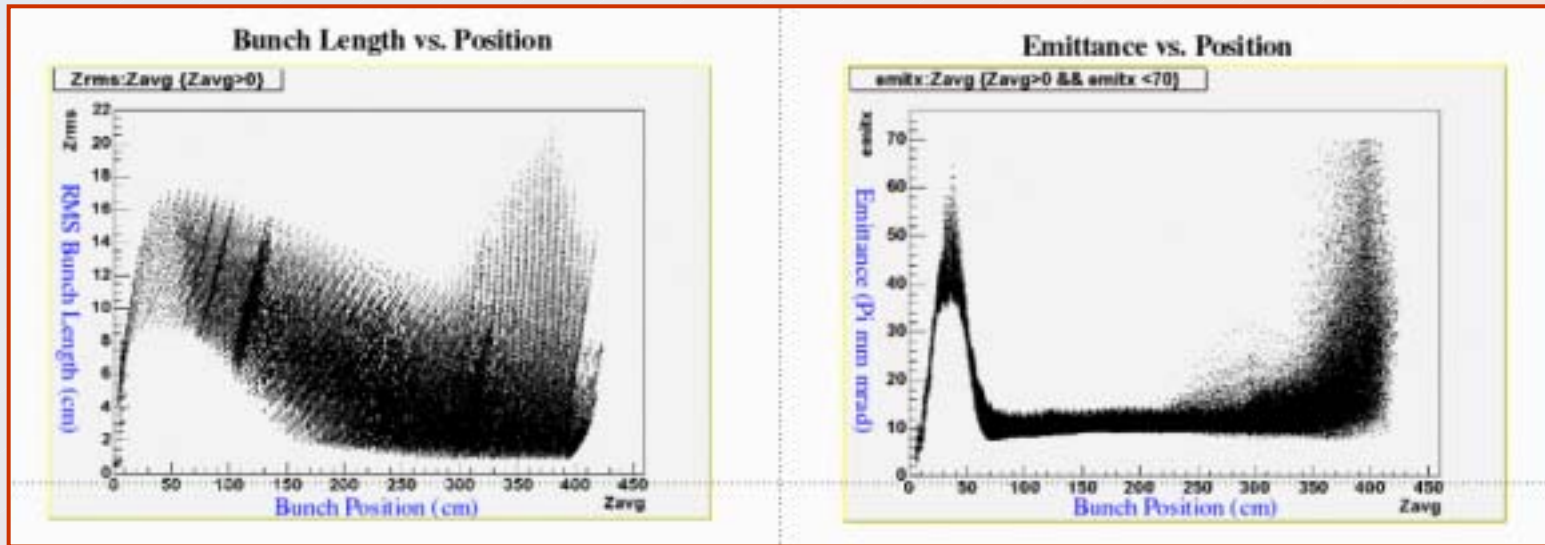 Bunch Length vs. Position
Zrms:Zavg {Zavg>0}
Zrms
RMS Bunch Length (cm)
22
20
18
16
14
12
10
8
6
4
2
0
0 50 100 150 200 250 300 350 400 450
Bunch Position (cm)
Zavg
Emittance vs. Position
emitx:Zavg {Zavg>0 && emitx <70}
emitx
Emittance (Pi mm mrad)
70
60
50
40
30
20
10
0
0 50 100 150 200 250 300 350 400 450
Bunch Position (cm)
Zavg